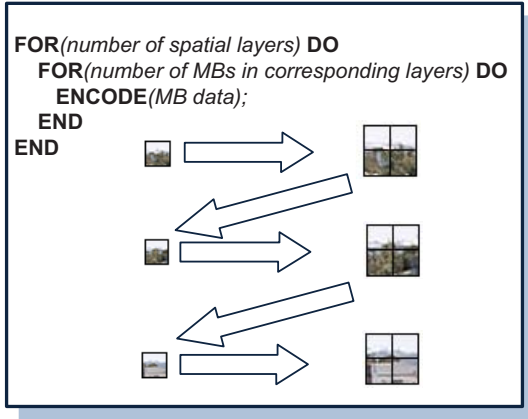 FOR(number of spatial layers) DO
FOR(number of MBs in corresponding layers) DO
ENCODE(MB data);
END
END